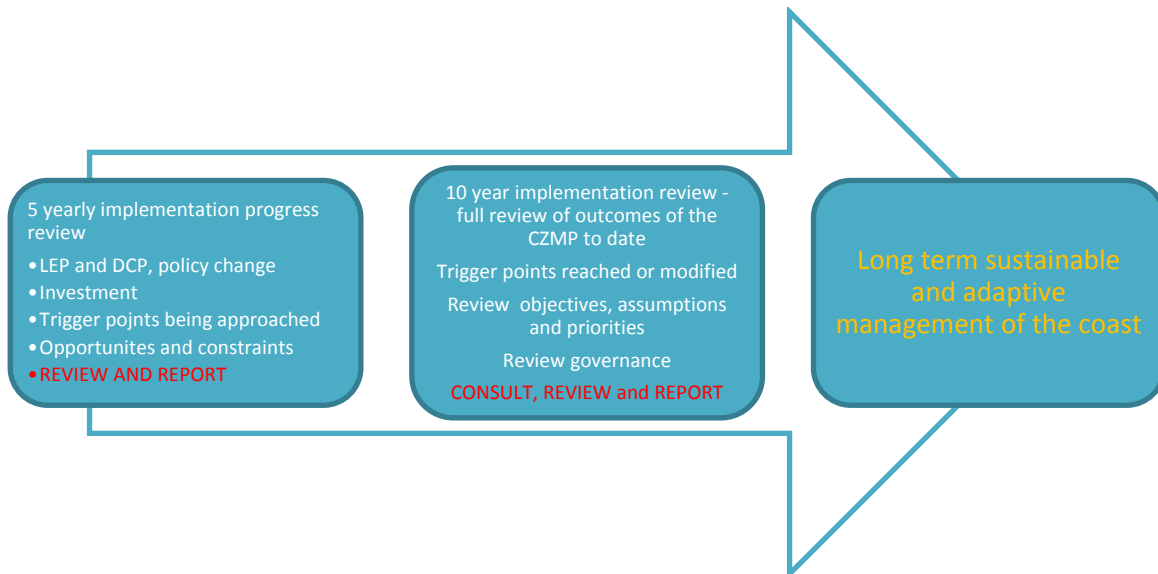 5 yearly implementation progress
review
•LEP and DCP, policy change
•Investment
•Trigger pojnts being approached
•Opportunites and constraints
•REVIEW AND REPORT
10 year implementation review -
full review of outcomes of the
CZMP to date
Trigger points reached or modified
Review  objectives, assumptions
and priorities
Review governance
CONSULT, REVIEW and REPORT
Long term sustainable
and adaptive
management of the coast